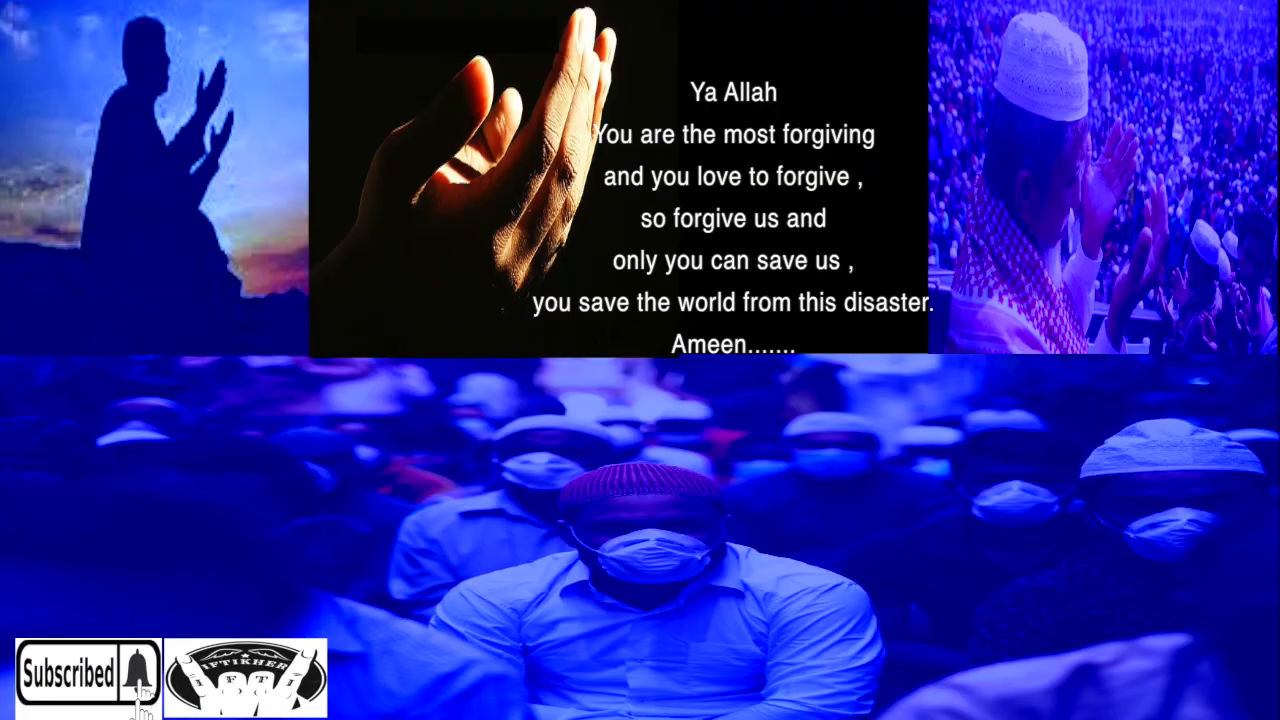 Ya Allah
You are the most forgiving
and you love to forgive ,
so forgive us and
only you can save us ,
you save the world from this disaster.
Ameen.......
Subscribed
IFTIKHER
IFTI